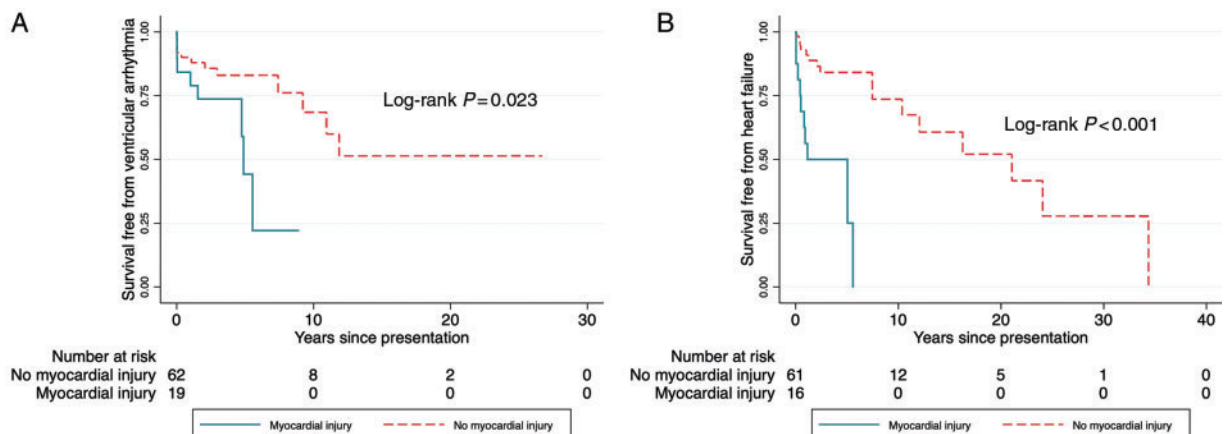 A
Survival free from ventricular arrhythmia
1.00
0.75
0.50
0.25
0.00
Log-rank P=0.023
0 10 20 30
Years since presentation
Number at risk
No myocardial injury 62 8 2 0
Myocardial injury 19 0 0 0
Myocardial injury No myocardial injury
B
Survival free from heart failure
1.00
0.75
0.50
0.25
0.00
Log-rank P<0.001
0 10 20 30 40
Years since presentation
Number at risk
No myocardial injury 61 12 5 1 0
Myocardial injury 16 0 0 0 0
Myocardial injury No myocardial injury